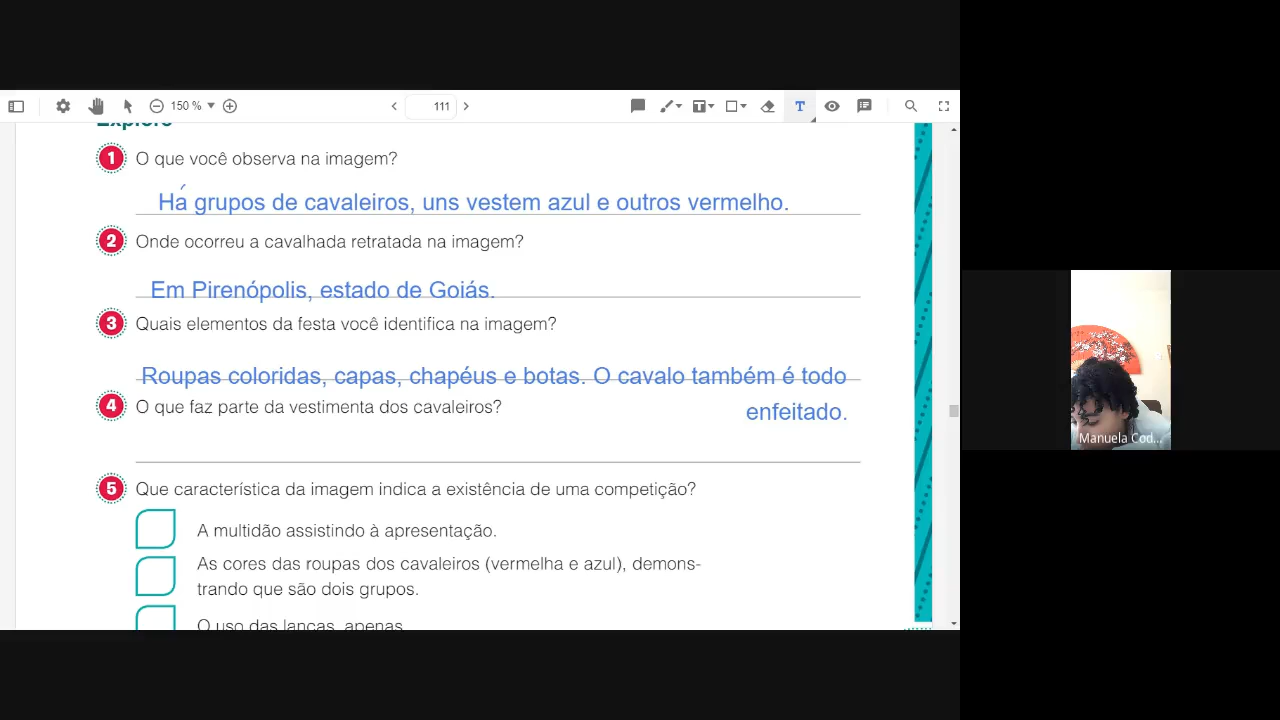 150 %
111
Explore
1 O que você observa na imagem?
Há grupos de cavaleiros, uns vestem azul e outros vermelho.
2 Onde ocorreu a cavalhada retratada na imagem?
Em Pirenópolis, estado de Goiás.
3 Quais elementos da festa você identifica na imagem?
Roupas coloridas, capas, chapéus e botas. O cavalo também é todo
enfeitado.
4 O que faz parte da vestimenta dos cavaleiros?
5 Que característica da imagem indica a existência de uma competição?
A multidão assistindo à apresentação.
As cores das roupas dos cavaleiros (vermelha e azul), demons-
trando que são dois grupos.
O uso das lanças, apenas.
Manuela Cod...